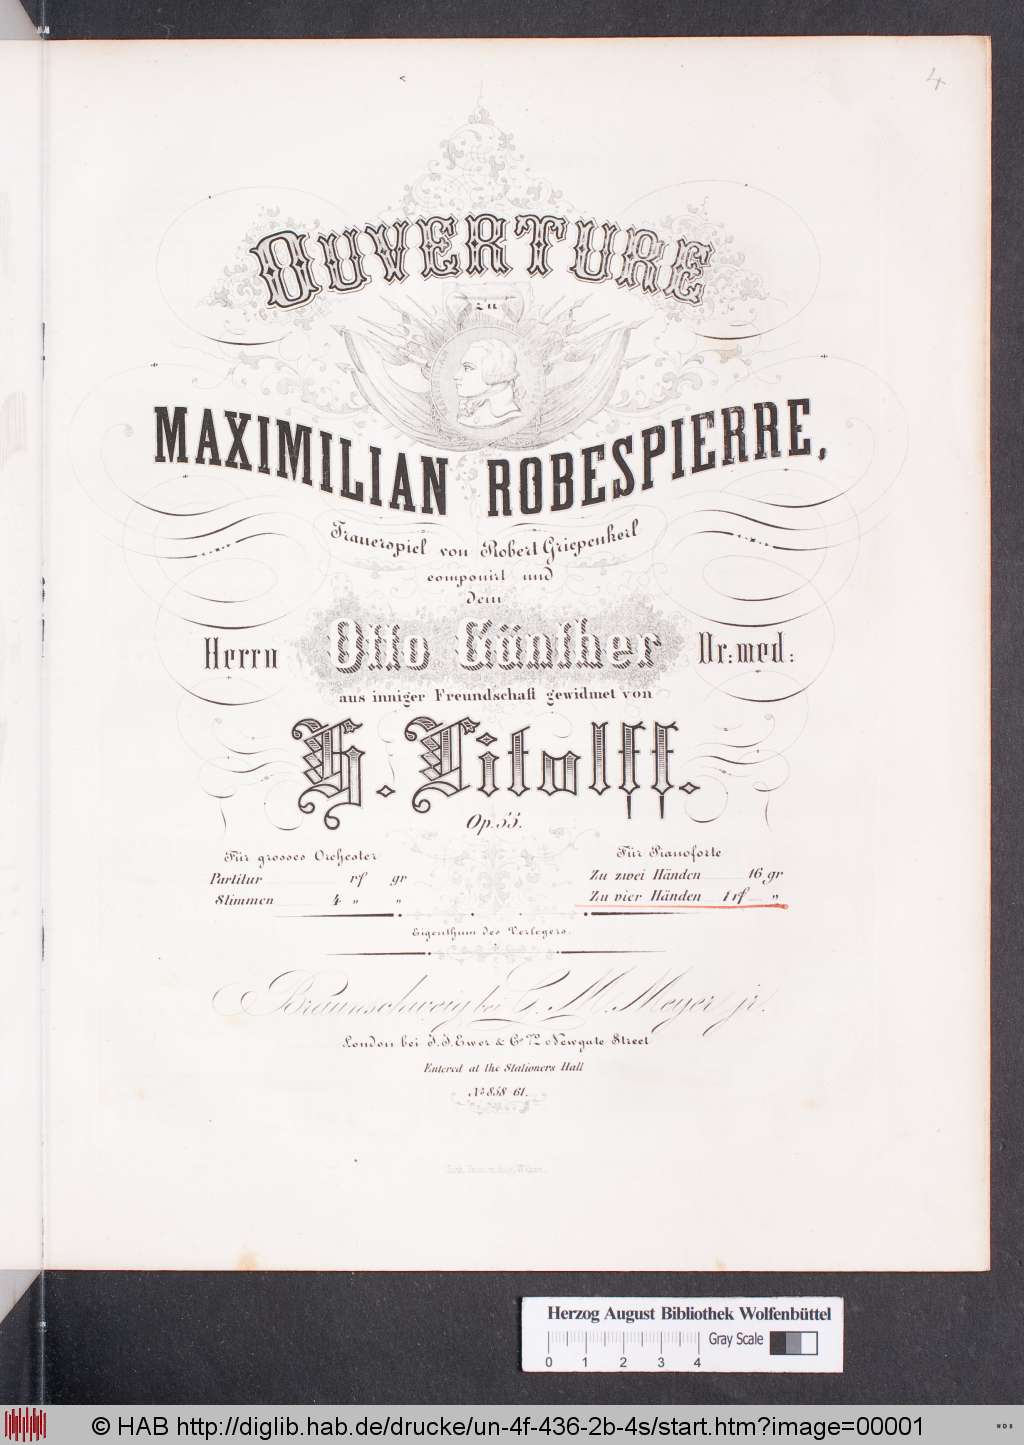 4
OUVERTURE
zu
MAXIMILIAN ROBESPIERRE,
Trauerspiel von Robert Griepenkerl
componirt und
dem
Herrn Otto Günther Dr: med:
aus inniger Freundschaft gewidmet von
H. Litolff.
Op. 55.
Für grosses Orchester
Partitur rf gr
Stimmen 4 " "
Für Pianoforte
Zu zwei Händen 16 gr
Zu vier Händen 1 rf "
Eigenthum des Verlegers.
Braunschweig bei G. M. Meyer jr.
London bei J. J. Ewer & Co 72 Newgate Street
Entered at the Stationers Hall
No 858-61.
Herzog August Bibliothek Wolfenbüttel
Gray Scale
0 1 2 3 4
© HAB http://diglib.hab.de/drucke/un-4f-436-2b-4s/start.htm?image=00001